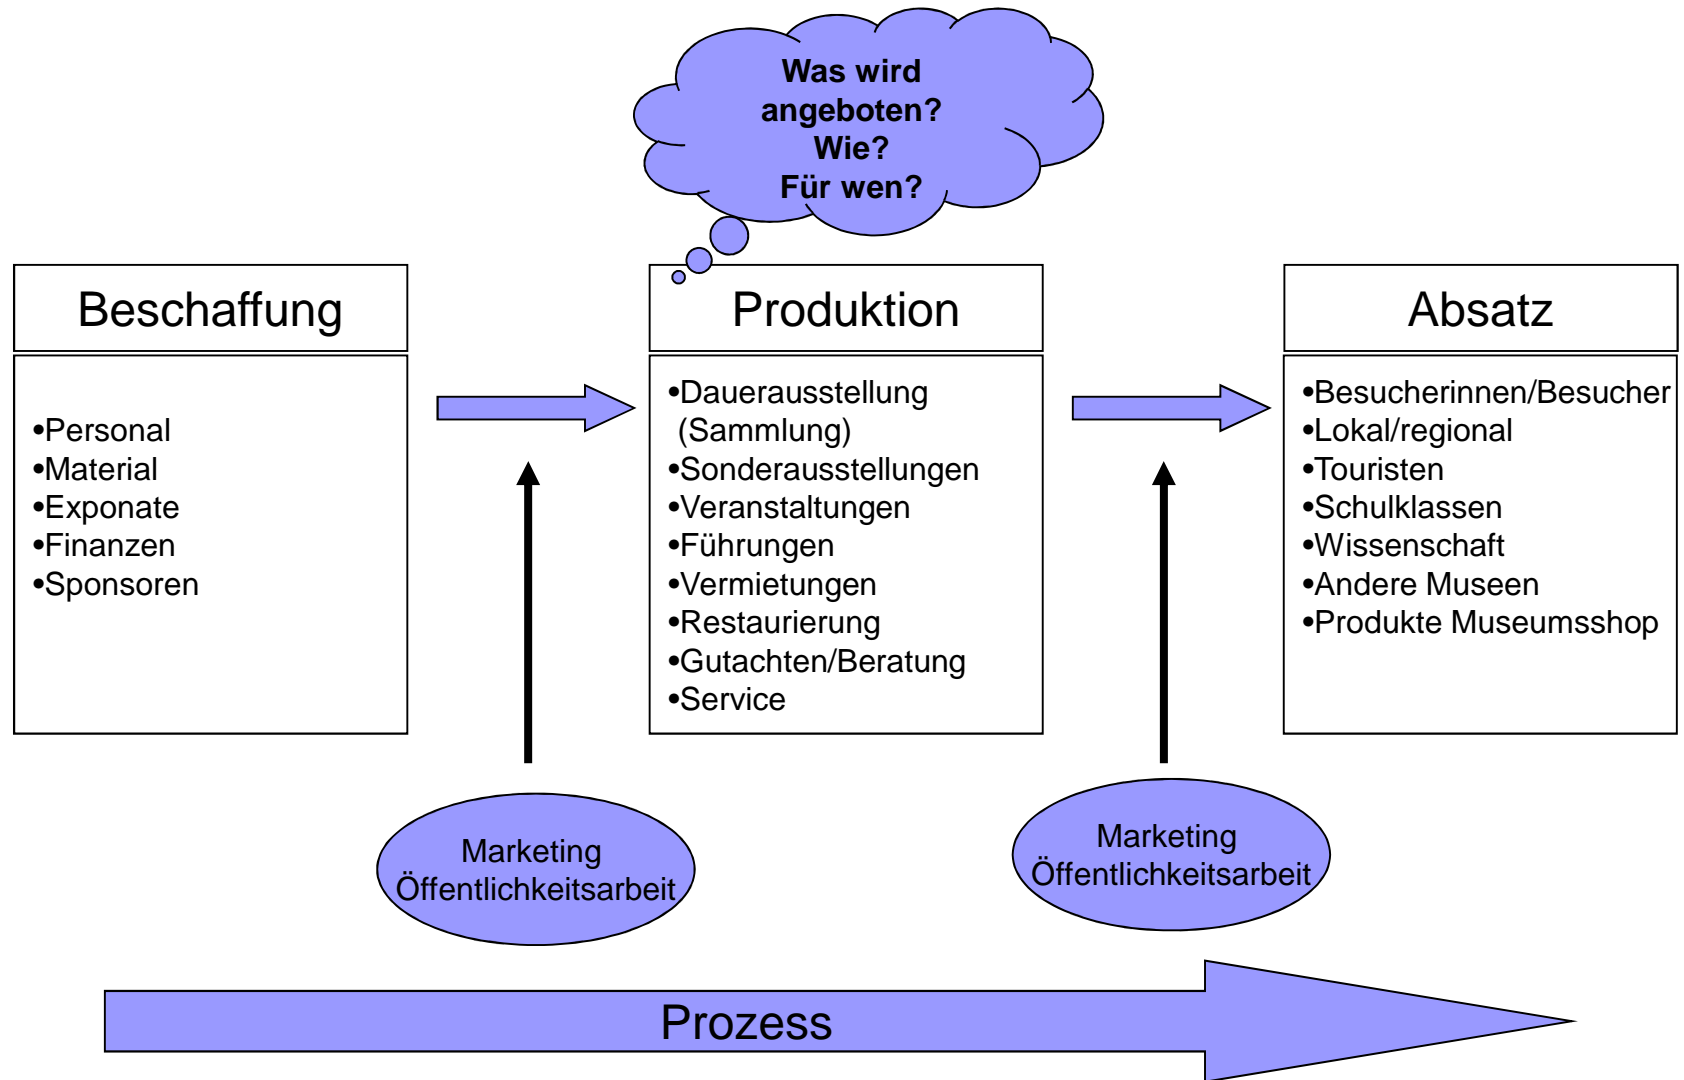 Was wird
angeboten?
Wie?
Für wen?
Beschaffung
•Personal
•Material
•Exponate
•Finanzen
•Sponsoren
Produktion
•Dauerausstellung
(Sammlung)
•Sonderausstellungen
•Veranstaltungen
•Führungen
•Vermietungen
•Restaurierung
•Gutachten/Beratung
•Service
Absatz
•Besucherinnen/Besucher
•Lokal/regional
•Touristen
•Schulklassen
•Wissenschaft
•Andere Museen
•Produkte Museumsshop
Marketing
Öffentlichkeitsarbeit
Marketing
Öffentlichkeitsarbeit
Prozess